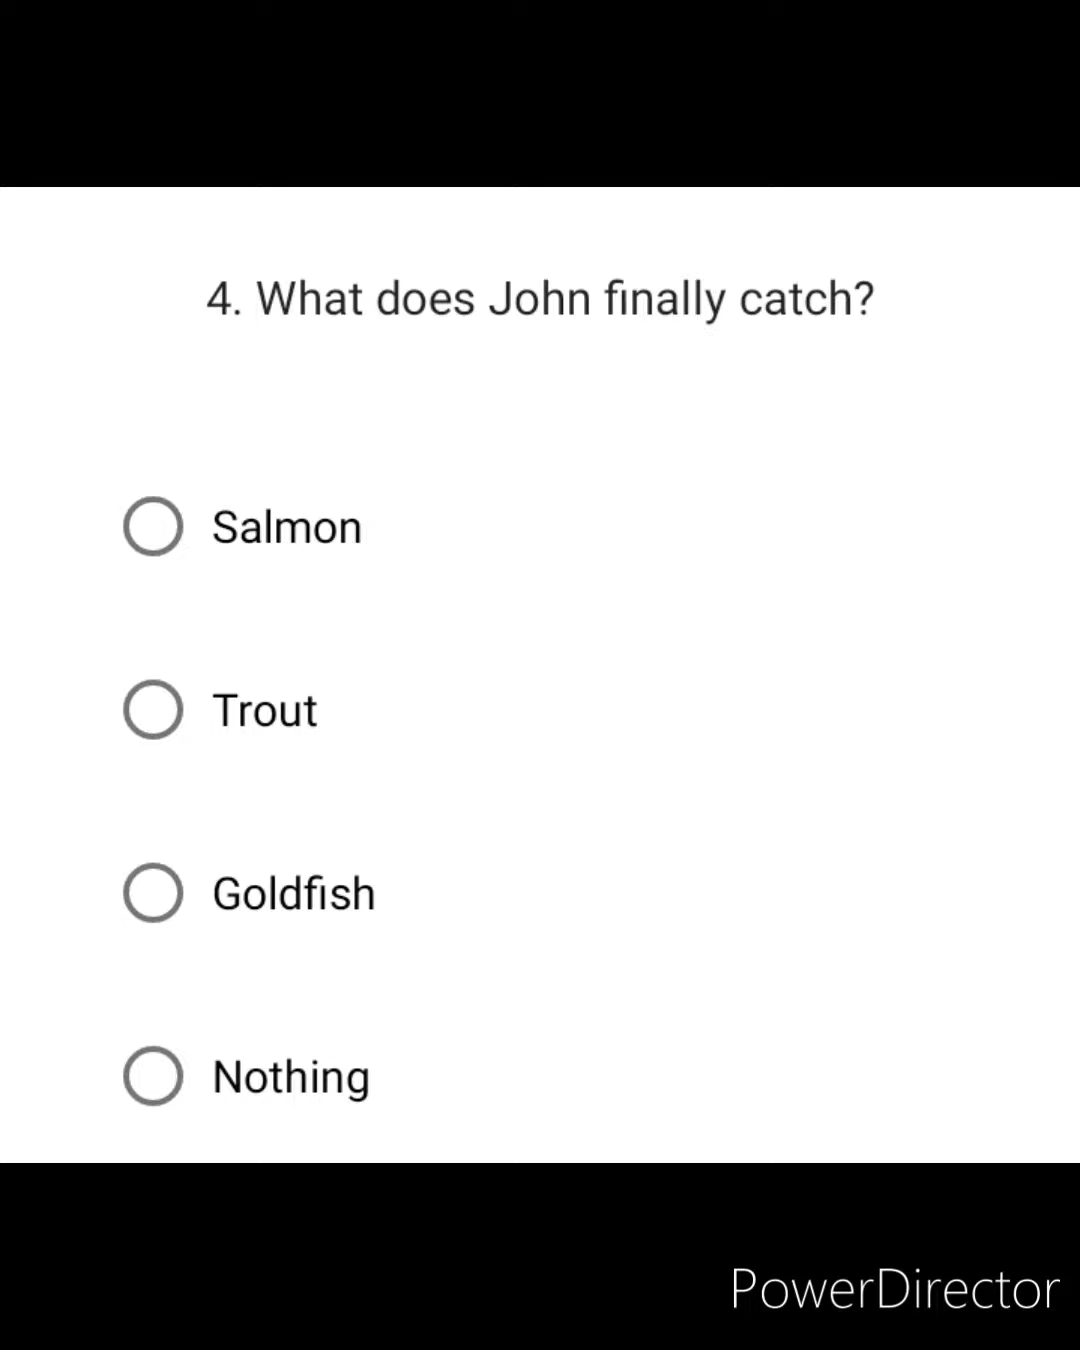 4. What does John finally catch?
Salmon
Trout
Goldfish
Nothing
PowerDirector